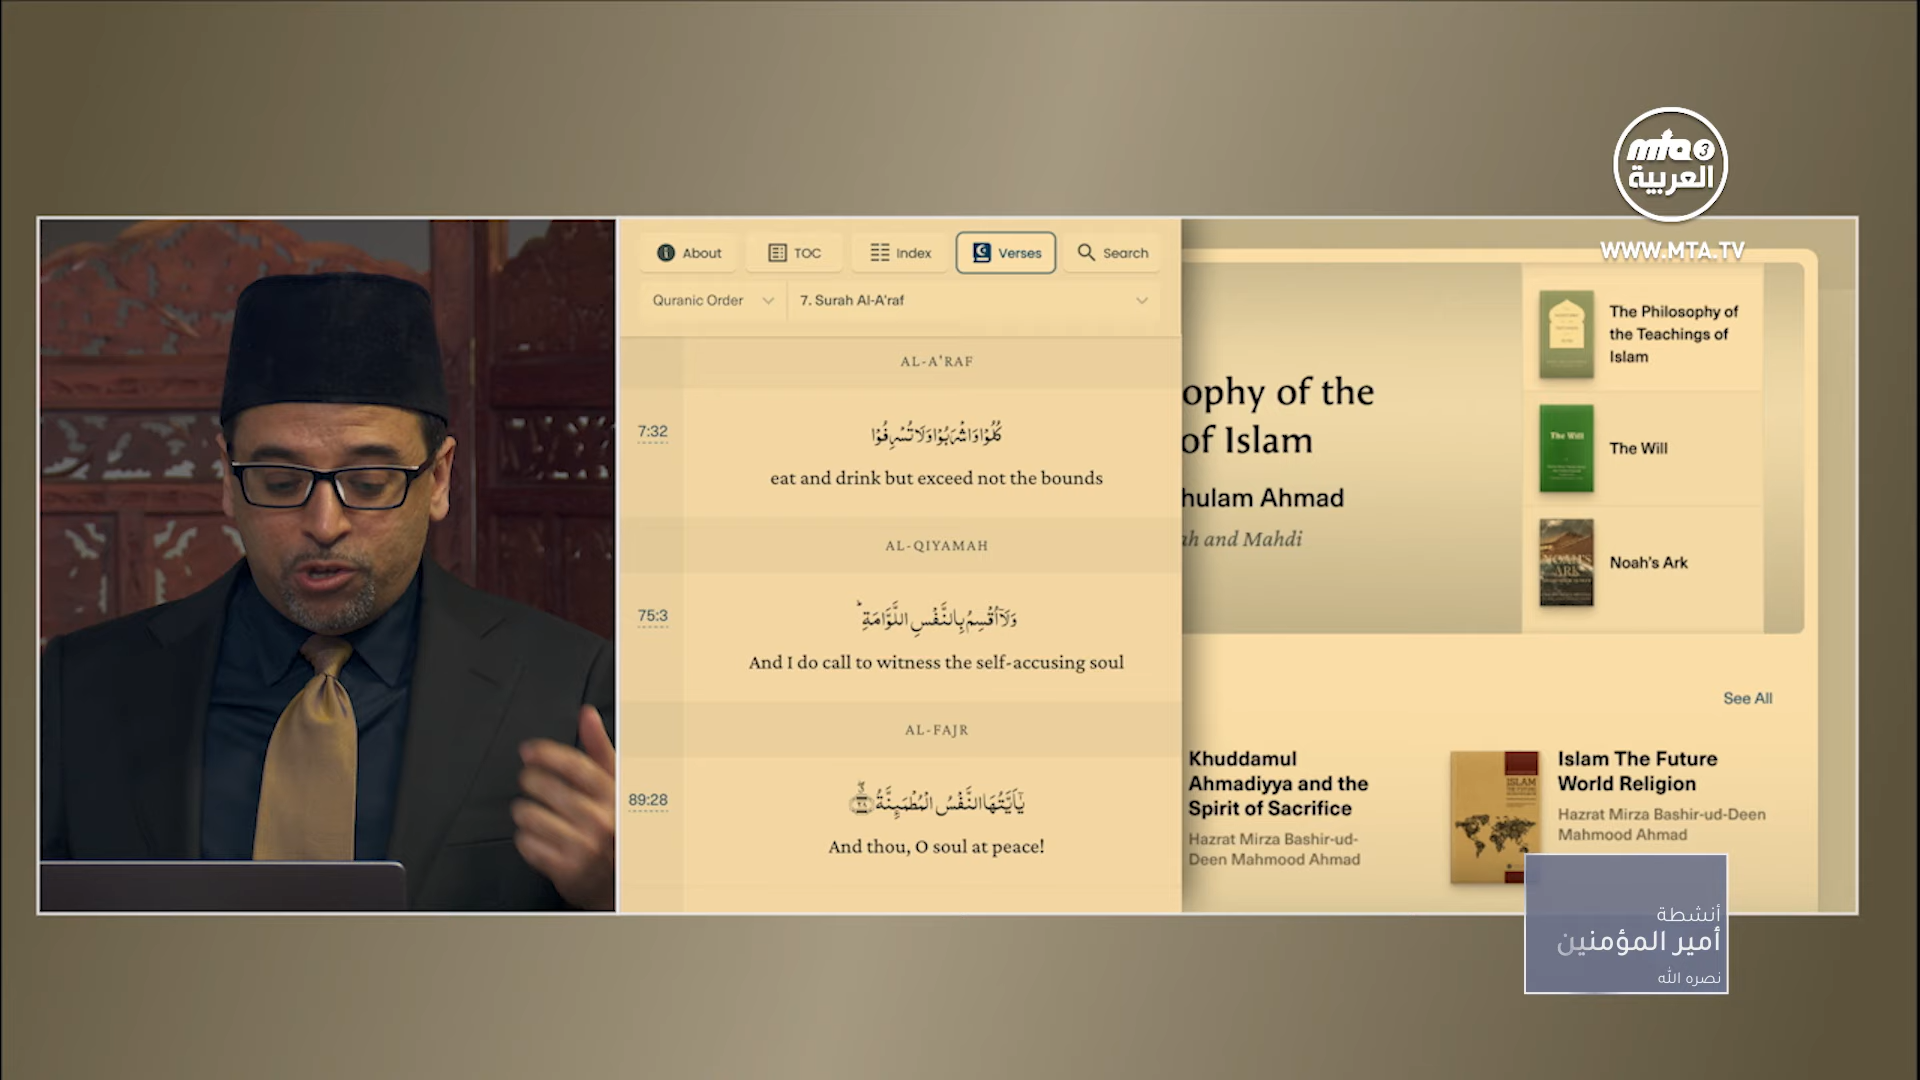 mta 3
العربية
WWW.MTA.TV
About
TOC
Index
Verses
Search
Quranic Order
7. Surah Al-A'raf
AL-A'RAF
7:32
كُلُوْا وَاشْرَبُوْا وَلَا تُسْرِفُوْا
eat and drink but exceed not the bounds
AL-QIYAMAH
75:3
وَلَاۤ اُقْسِمُ بِالنَّفْسِ اللَّوَّامَةِ
And I do call to witness the self-accusing soul
AL-FAJR
89:28
يٰۤاَيَّتُهَا النَّفْسُ الْمُطْمَىِٕنَّةُ
And thou, O soul at peace!
ophy of the
of Islam
hulam Ahmad
ah and Mahdi
The Philosophy of
the Teachings of
Islam
The Will
The Will
NOAH'S
ARK
Noah's Ark
See All
Khuddamul
Ahmadiyya and the
Spirit of Sacrifice
Hazrat Mirza Bashir-ud-
Deen Mahmood Ahmad
ISLAM
Islam The Future
World Religion
Hazrat Mirza Bashir-ud-Deen
Mahmood Ahmad
أنشطة
أمير المؤمنين
نصره الله